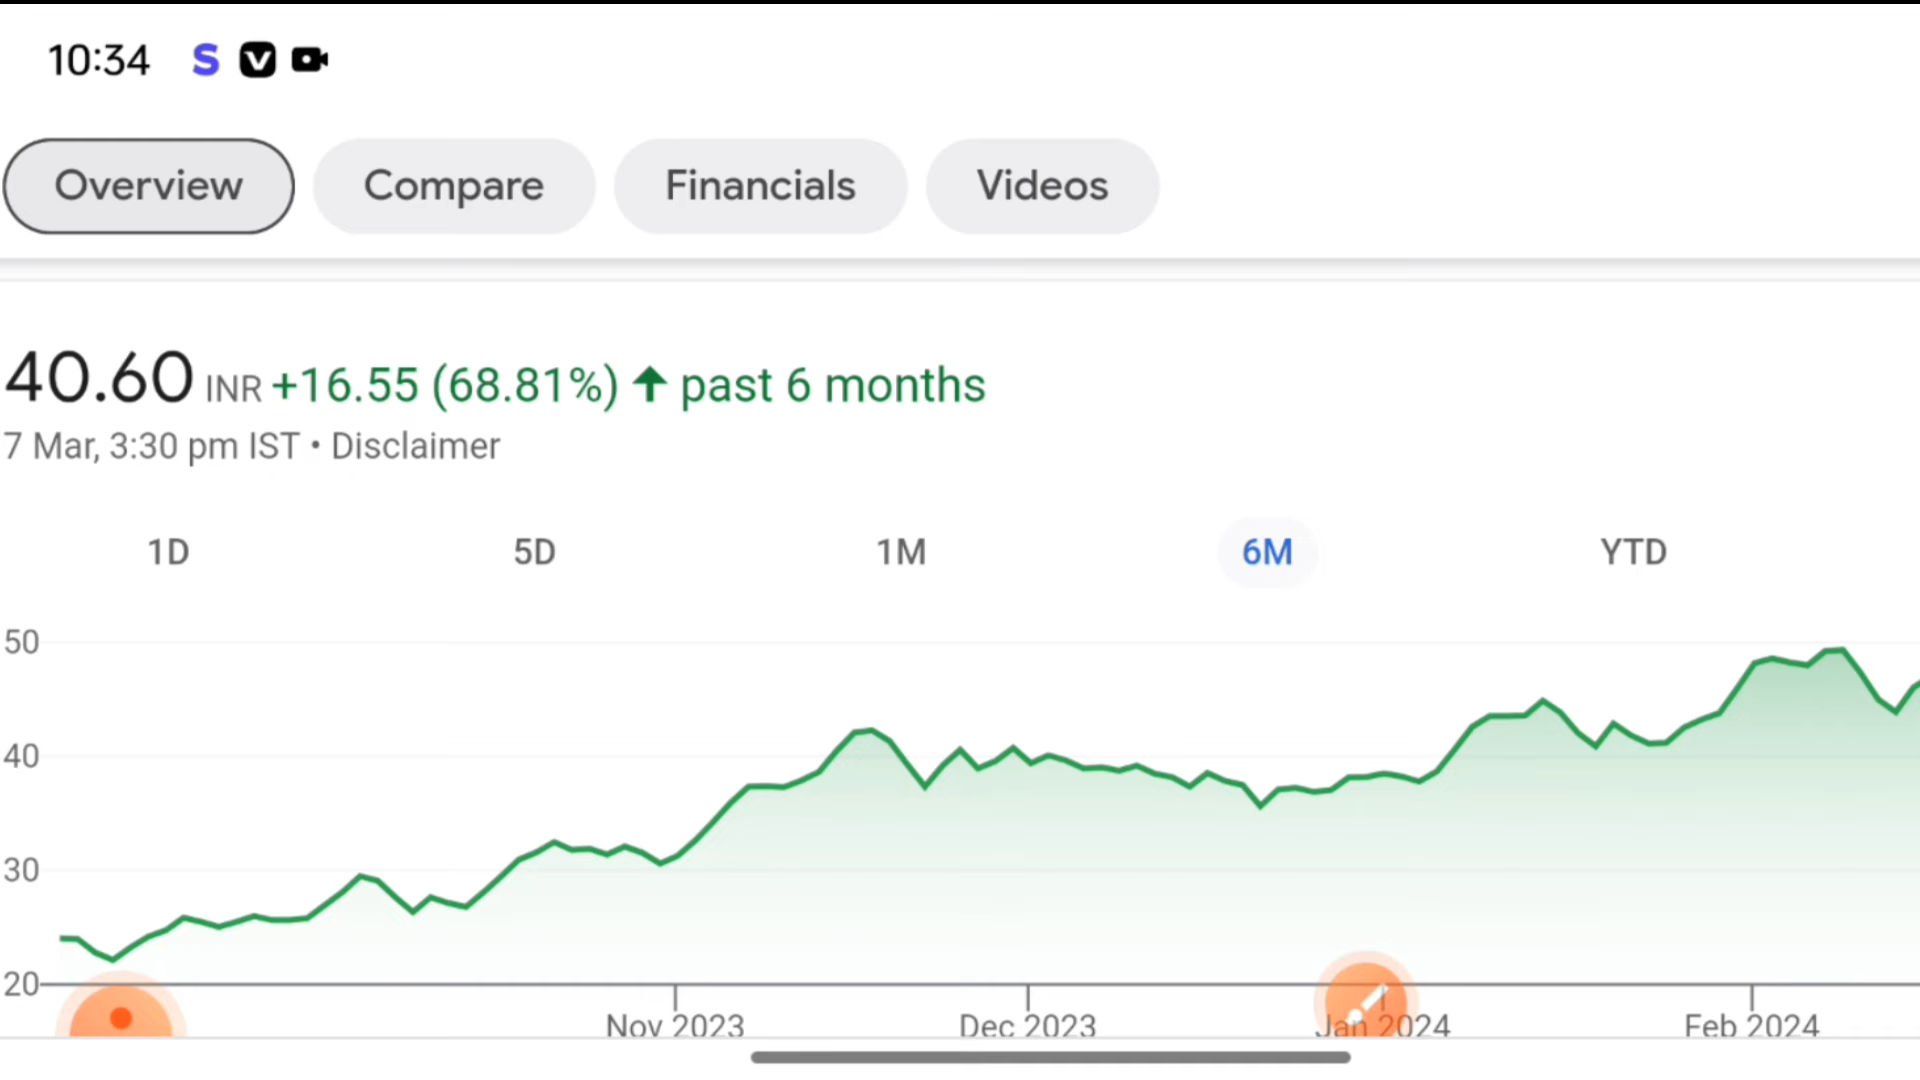 10:34 S V
Overview Compare Financials Videos
40.60 INR +16.55 (68.81%) ↑ past 6 months
7 Mar, 3:30 pm IST • Disclaimer
1D 5D 1M 6M YTD
50
40
30
20
Nov 2023 Dec 2023 Jan 2024 Feb 2024